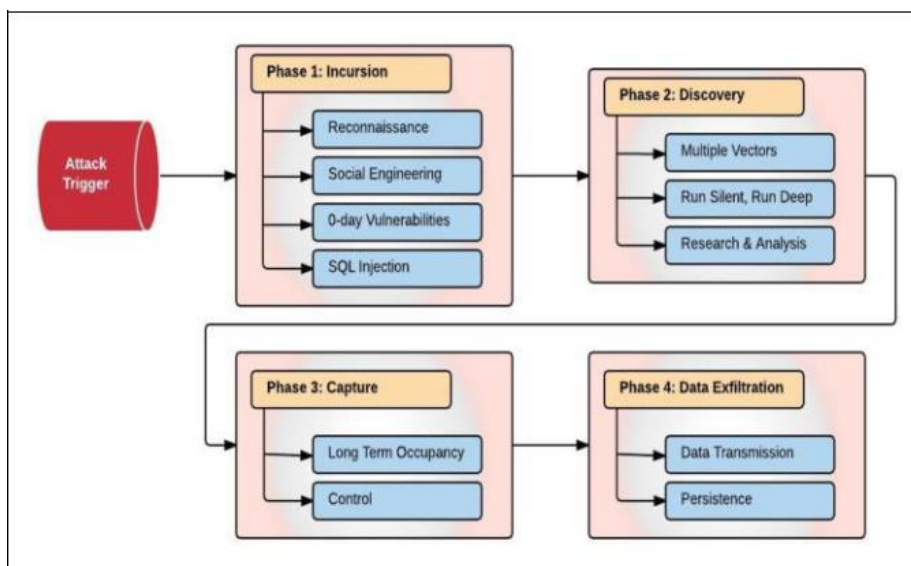 Attack
Trigger
Phase 1: Incursion
Reconnaissance
Social Engineering
0-day Vulnerabilities
SQL Injection
Phase 2: Discovery
Multiple Vectors
Run Silent, Run Deep
Research & Analysis
Phase 3: Capture
Long Term Occupancy
Control
Phase 4: Data Exfiltration
Data Transmission
Persistence